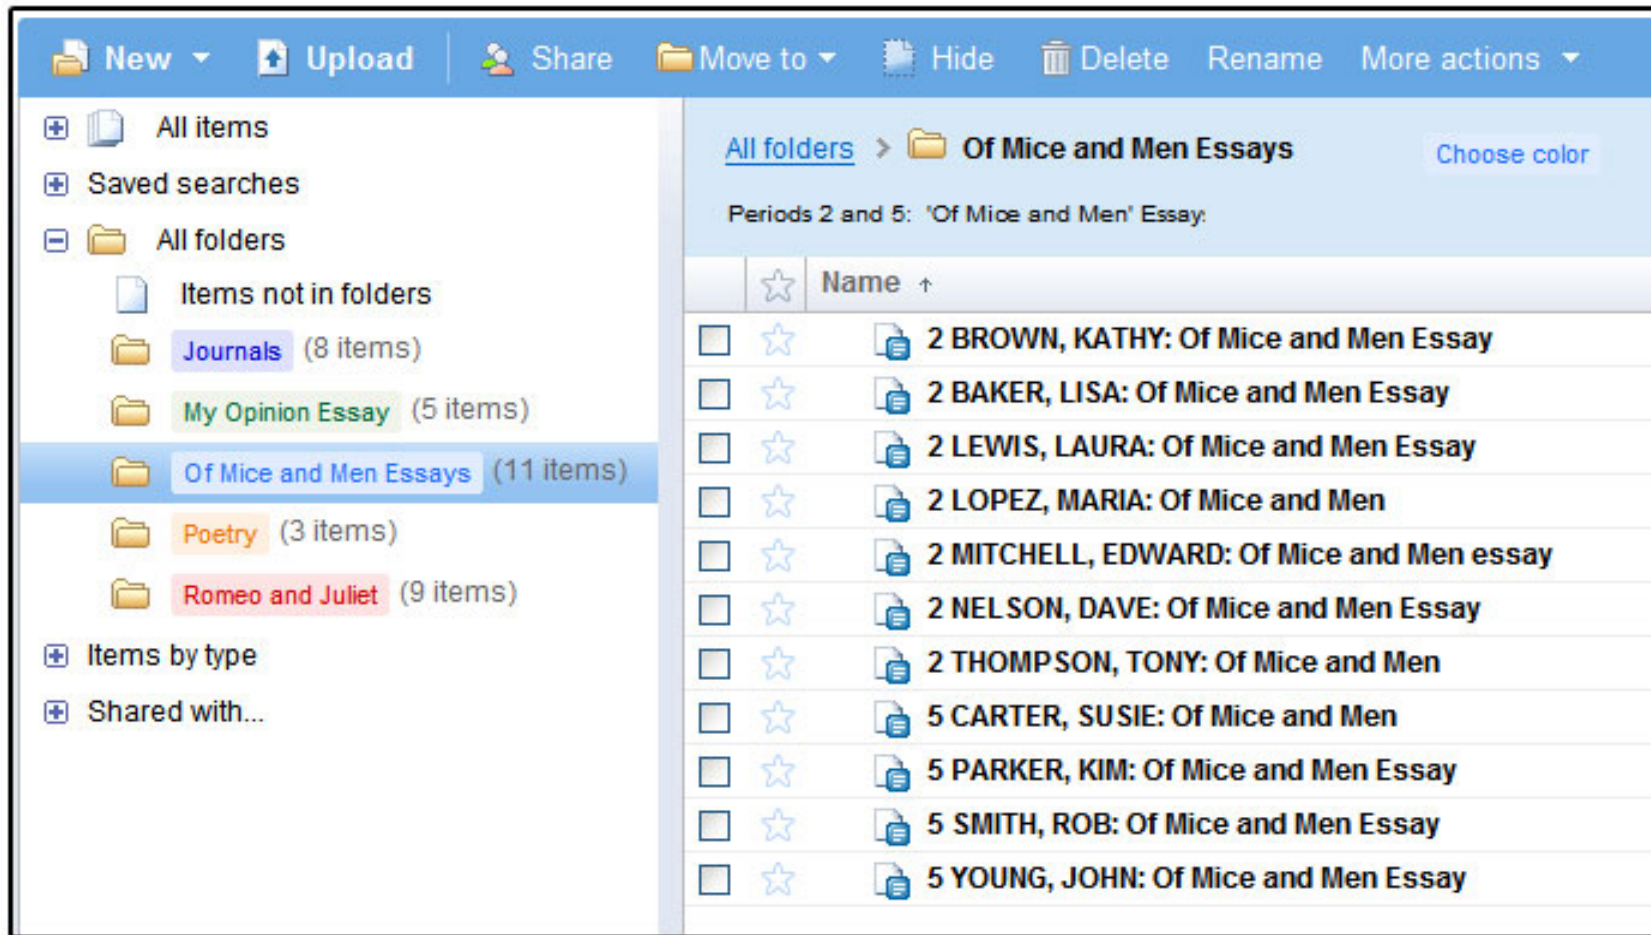 New Upload Share Move to Hide Delete Rename More actions
All items
Saved searches
All folders
Items not in folders
Journals (8 items)
My Opinion Essay (5 items)
Of Mice and Men Essays (11 items)
Poetry (3 items)
Romeo and Juliet (9 items)
Items by type
Shared with...
All folders > Of Mice and Men Essays Choose color
Periods 2 and 5: 'Of Mice and Men' Essay
Name ↑
2 BROWN, KATHY: Of Mice and Men Essay
2 BAKER, LISA: Of Mice and Men Essay
2 LEWIS, LAURA: Of Mice and Men Essay
2 LOPEZ, MARIA: Of Mice and Men
2 MITCHELL, EDWARD: Of Mice and Men essay
2 NELSON, DAVE: Of Mice and Men Essay
2 THOMPSON, TONY: Of Mice and Men
5 CARTER, SUSIE: Of Mice and Men
5 PARKER, KIM: Of Mice and Men Essay
5 SMITH, ROB: Of Mice and Men Essay
5 YOUNG, JOHN: Of Mice and Men Essay